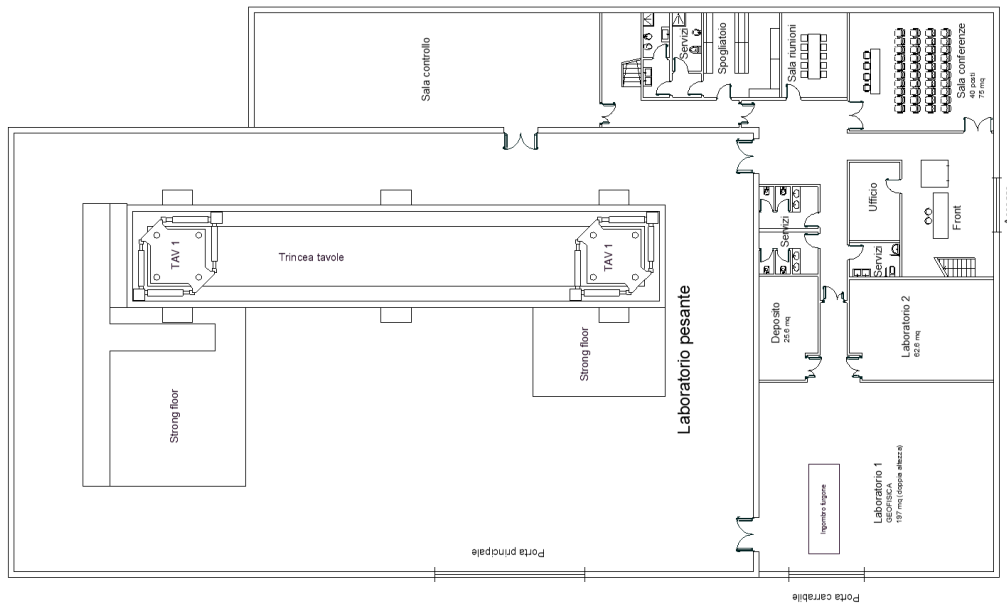 Sala controllo
Servizi
Spogliatoio
Sala riunioni
Sala conferenze
40 posti
75 mq
TAV 1
Trincea tavole
TAV 1
Servizi
Ufficio
Front
Servizi
Strong floor
Strong floor
Laboratorio pesante
Deposito
25.6 mq
Laboratorio 2
62.6 mq
Laboratorio 1
GEOFISICA
197 mq (doppia altezza)
Ingombro furgone
Porta principale
Porta carrabile